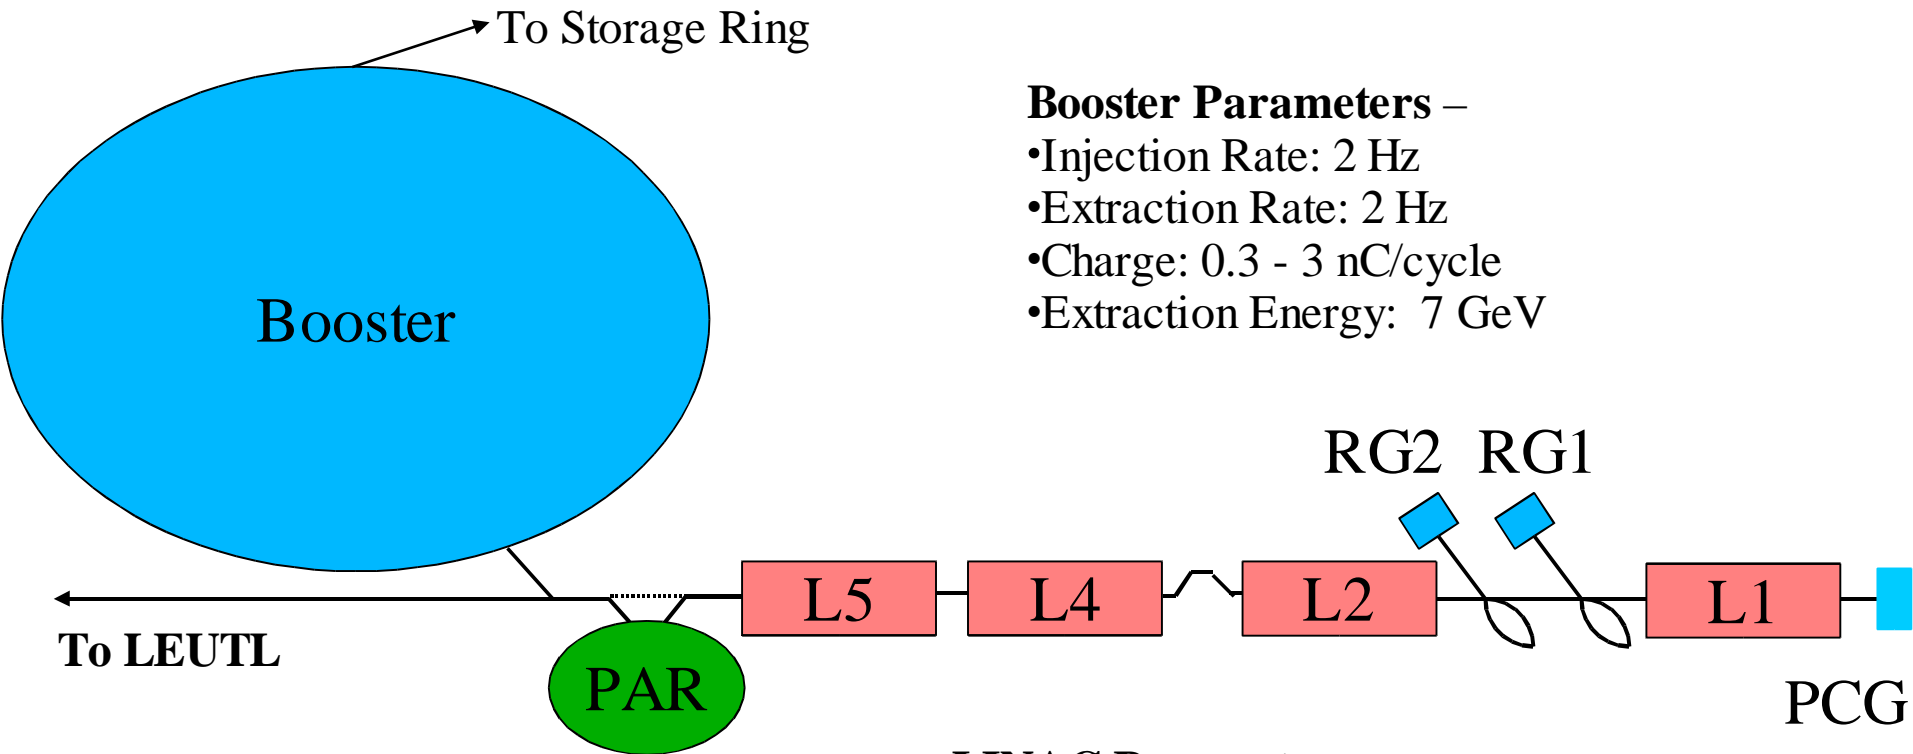 To Storage Ring
Booster Parameters –
•Injection Rate: 2 Hz
•Extraction Rate: 2 Hz
•Charge: 0.3 - 3 nC/cycle
•Extraction Energy: 7 GeV
Booster
RG2 RG1
L5 L4 L2 L1
To LEUTL
PAR
PCG